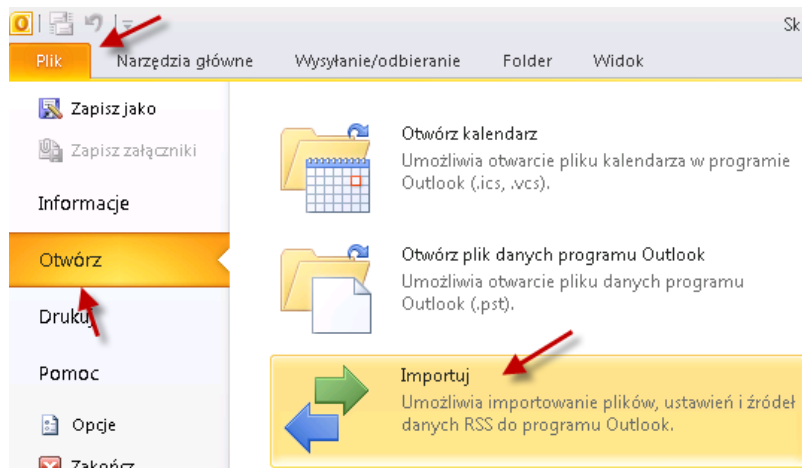 Sk
Plik Narzędzia główne Wysyłanie/odbieranie Folder Widok
Zapisz jako
Zapisz załączniki
Informacje
Otwórz
Drukuj
Pomoc
Opcje
Zakończ
Otwórz kalendarz
Umożliwia otwarcie pliku kalendarza w programie
Outlook (.ics, .vcs).
Otwórz plik danych programu Outlook
Umożliwia otwarcie pliku danych programu
Outlook (.pst).
Importuj
Umożliwia importowanie plików, ustawień i źródeł
danych RSS do programu Outlook.